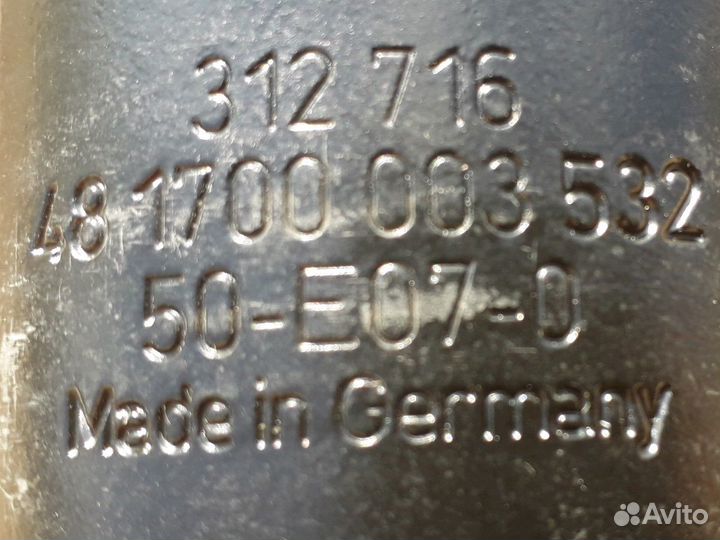 312 716
48 1700 003 532
50-E07-0
Made in Germany
Avito